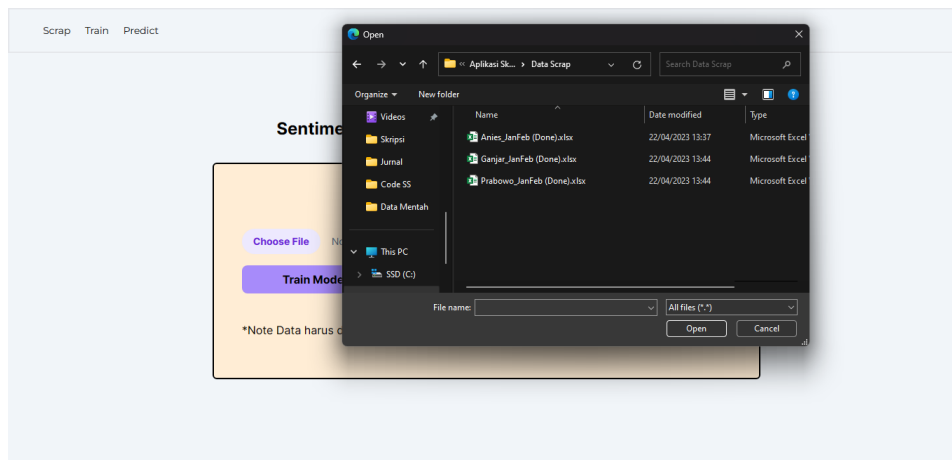 Scrap Train Predict
Open
Aplikasi Sk... › Data Scrap
Search Data Scrap
Organize
New folder
Name
Date modified
Type
Videos
Skripsi
Jurnal
Code SS
Data Mentah
This PC
SSD (C:)
Anies_JanFeb (Done).xlsx 22/04/2023 13:37 Microsoft Excel
Ganjar_JanFeb (Done).xlsx 22/04/2023 13:44 Microsoft Excel
Prabowo_JanFeb (Done).xlsx 22/04/2023 13:44 Microsoft Excel
File name:
All files (*.*)
Open
Cancel
Sentime
Choose File
No
Train Mode
*Note Data harus d